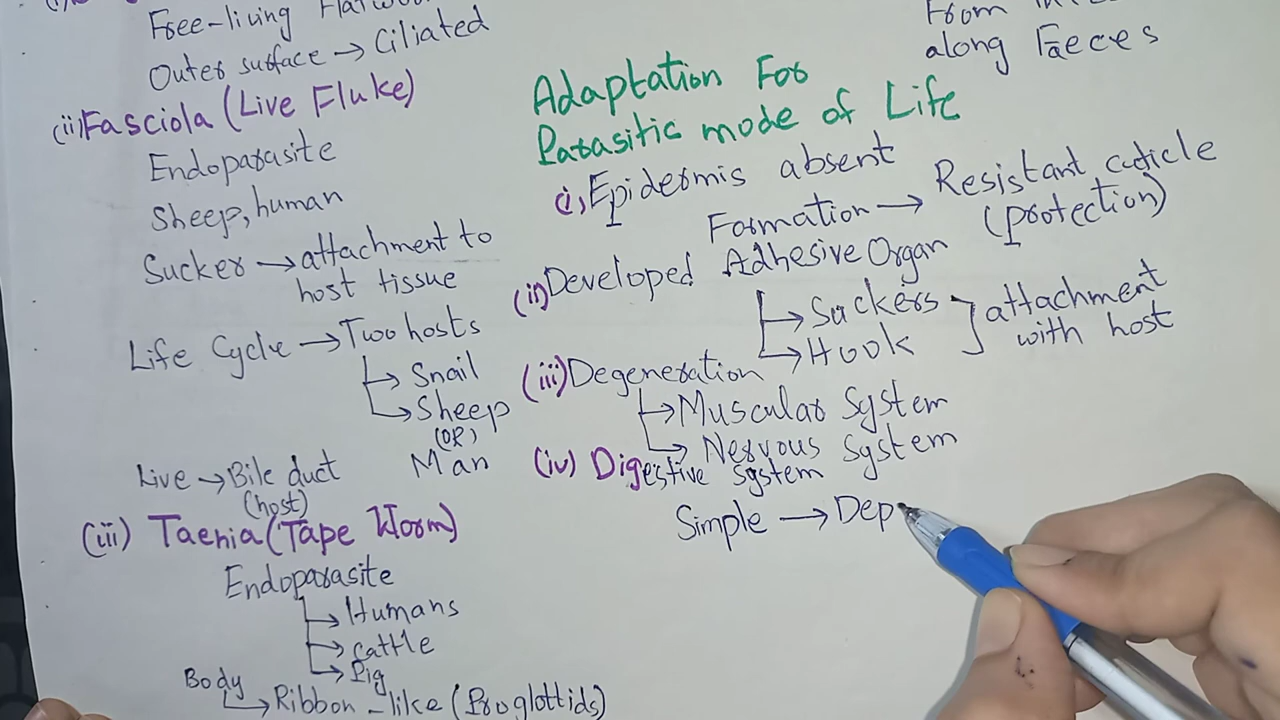 Free-living
Outer surface → Ciliated
(ii) Fasciola (Live Fluke)
Endoparasite
Sheep, human
Sucker → attachment to
host tissue
Life Cycle → Two hosts
→ Snail
→ Sheep
(OR)
Man
Live → Bile duct
(host)
(iii) Taenia (Tape Worm)
Endoparasite
→ Humans
→ cattle
→ Pig
Body
→ Ribbon-like (Proglottids)
From
along Faeces
Adaptation For
Parasitic mode of Life
(i) Epidermis absent
Formation → Resistant cuticle
(protection)
(ii) Developed Adhesive Organ
→ Suckers
→ Hook
} attachment
with host
(iii) Degeneration
→ Muscular System
→ Nervous System
(iv) Digestive System
Simple → Dep